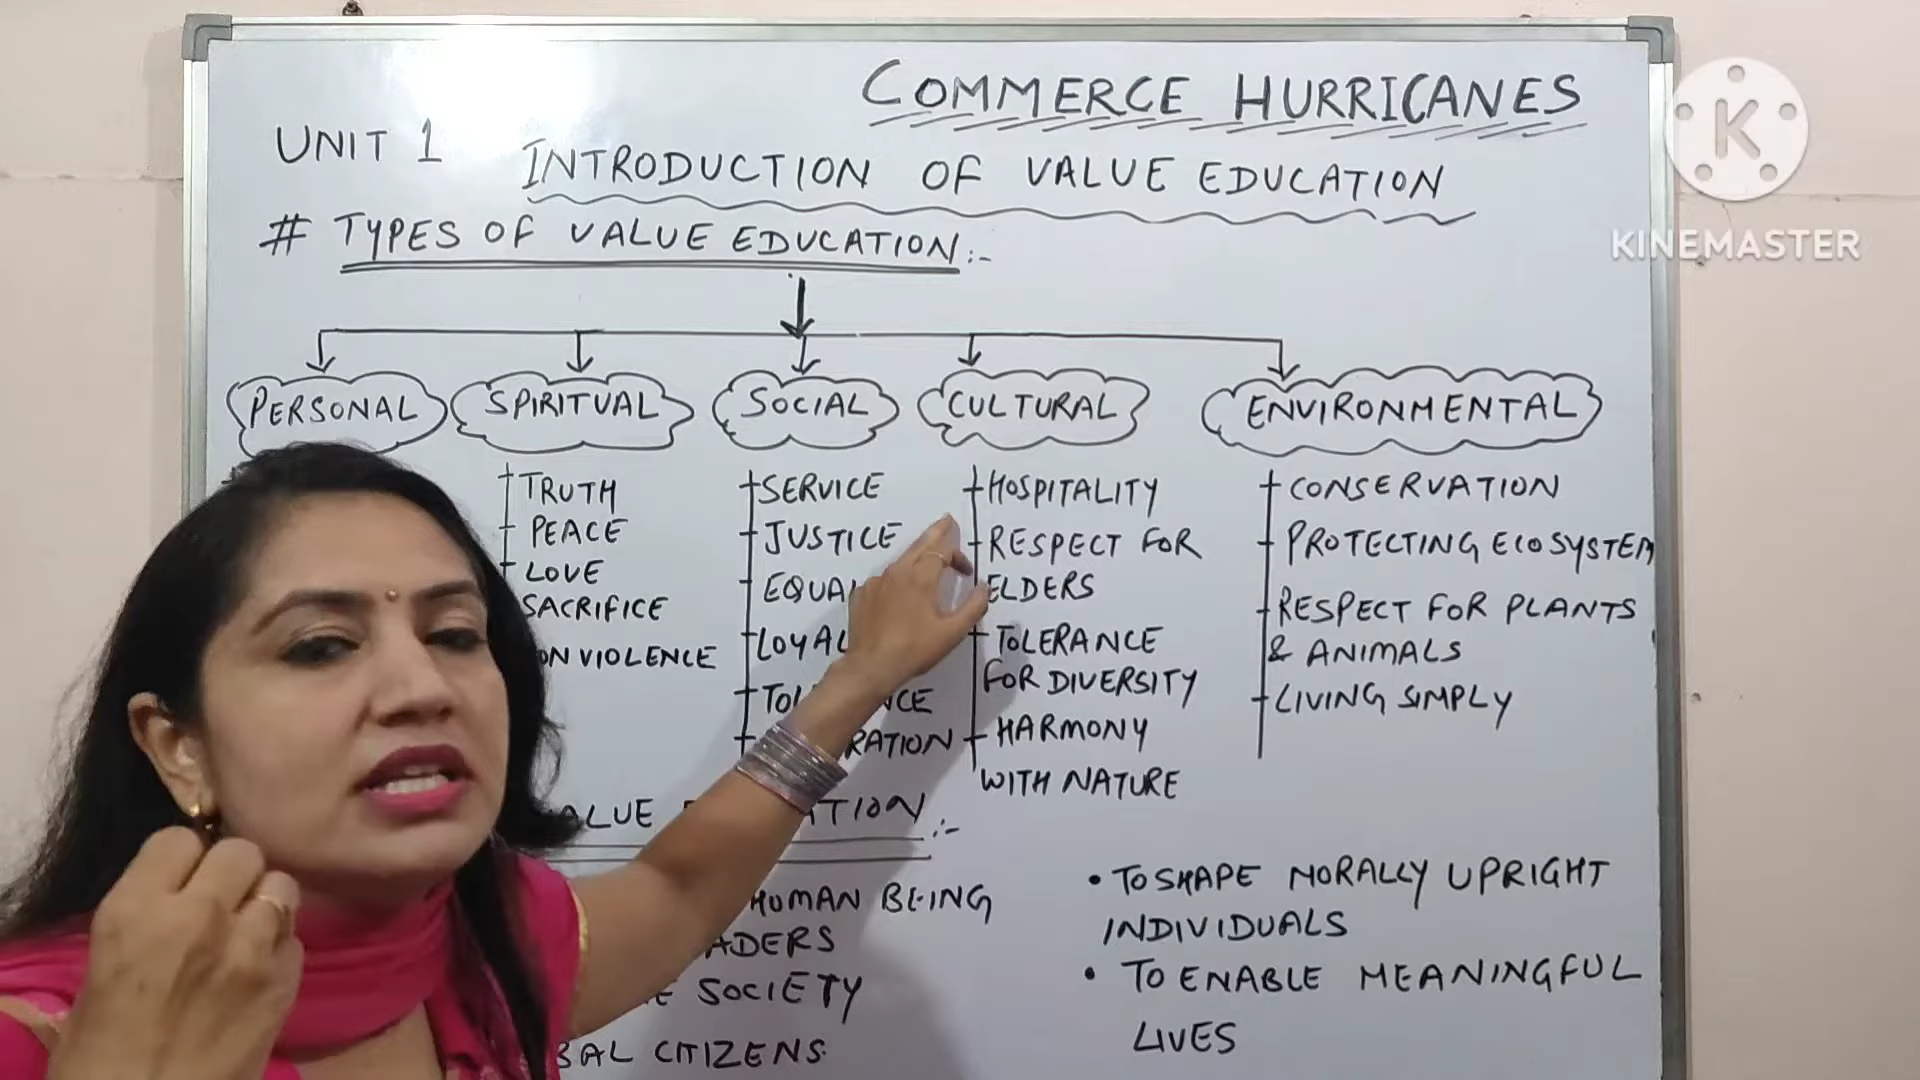 COMMERCE HURRICANES
UNIT 1 INTRODUCTION OF VALUE EDUCATION
# TYPES OF VALUE EDUCATION :-
PERSONAL
SPIRITUAL
TRUTH
PEACE
LOVE
SACRIFICE
VIOLENCE
SOCIAL
SERVICE
JUSTICE
CULTURAL
HOSPITALITY
RESPECT FOR
ELDERS
TOLERANCE
FOR DIVERSITY
HARMONY
WITH NATURE
ENVIRONMENTAL
CONSERVATION
PROTECTING ECOSYSTEM
RESPECT FOR PLANTS
& ANIMALS
LIVING SIMPLY
:-
HUMAN BEING
SOCIETY
CITIZENS.
• TO SHAPE MORALLY UPRIGHT
INDIVIDUALS
• TO ENABLE MEANINGFUL
LIVES
K
KINEMASTER